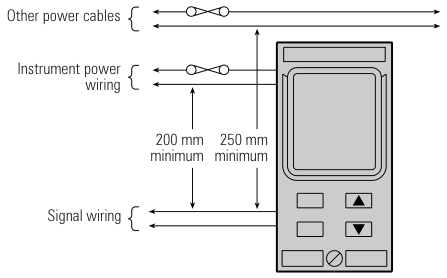 Other power cables
Instrument power
wiring
200 mm
minimum
250 mm
minimum
Signal wiring